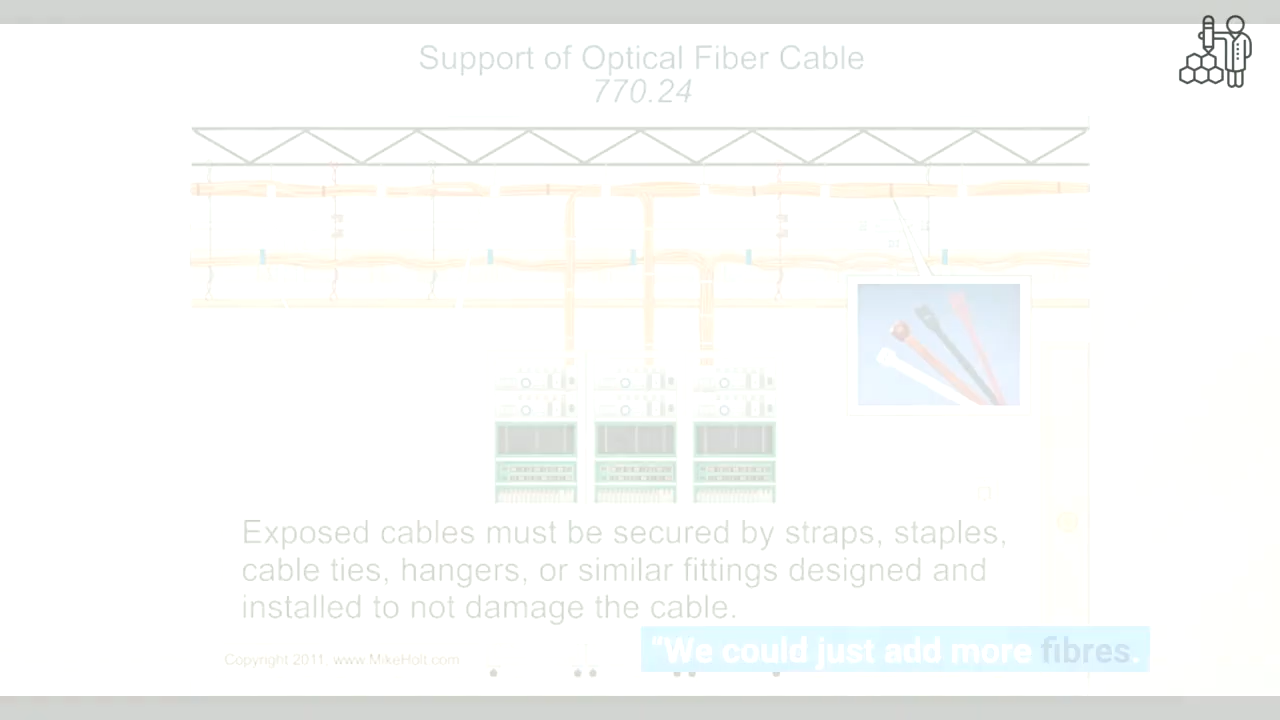 Support of Optical Fiber Cable
770.24
Exposed cables must be secured by straps, staples,
cable ties, hangers, or similar fittings designed and
installed to not damage the cable.
Copyright 2011, www.MikeHolt.com
"We could just add more fibres.